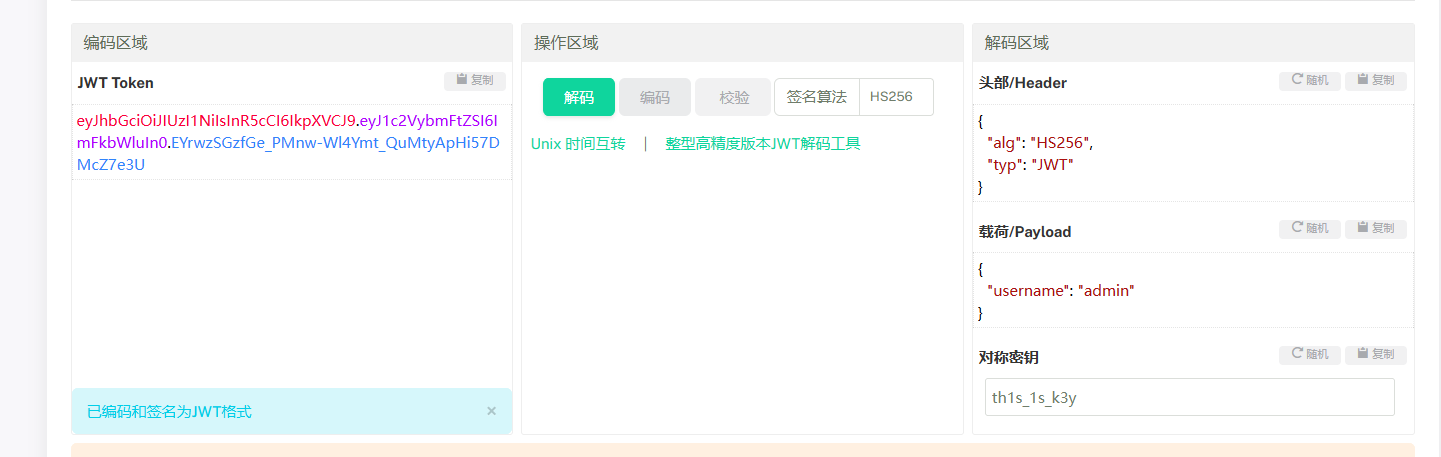 编码区域
JWT Token
复制
eyJhbGciOiJIUzI1NiIsInR5cCI6IkpXVCJ9.eyJ1c2VybmFtZSI6I
mFkbWluIn0.EYrwzSGzfGe_PMnw-Wl4Ymt_QuMtyApHi57D
McZ7e3U
已编码和签名为JWT格式 ×
操作区域
解码 编码 校验 签名算法 HS256
Unix 时间互转 | 整型高精度版本JWT解码工具
解码区域
头部/Header 随机 复制
{
"alg": "HS256",
"typ": "JWT"
}
载荷/Payload 随机 复制
{
"username": "admin"
}
对称密钥 随机 复制
th1s_1s_k3y